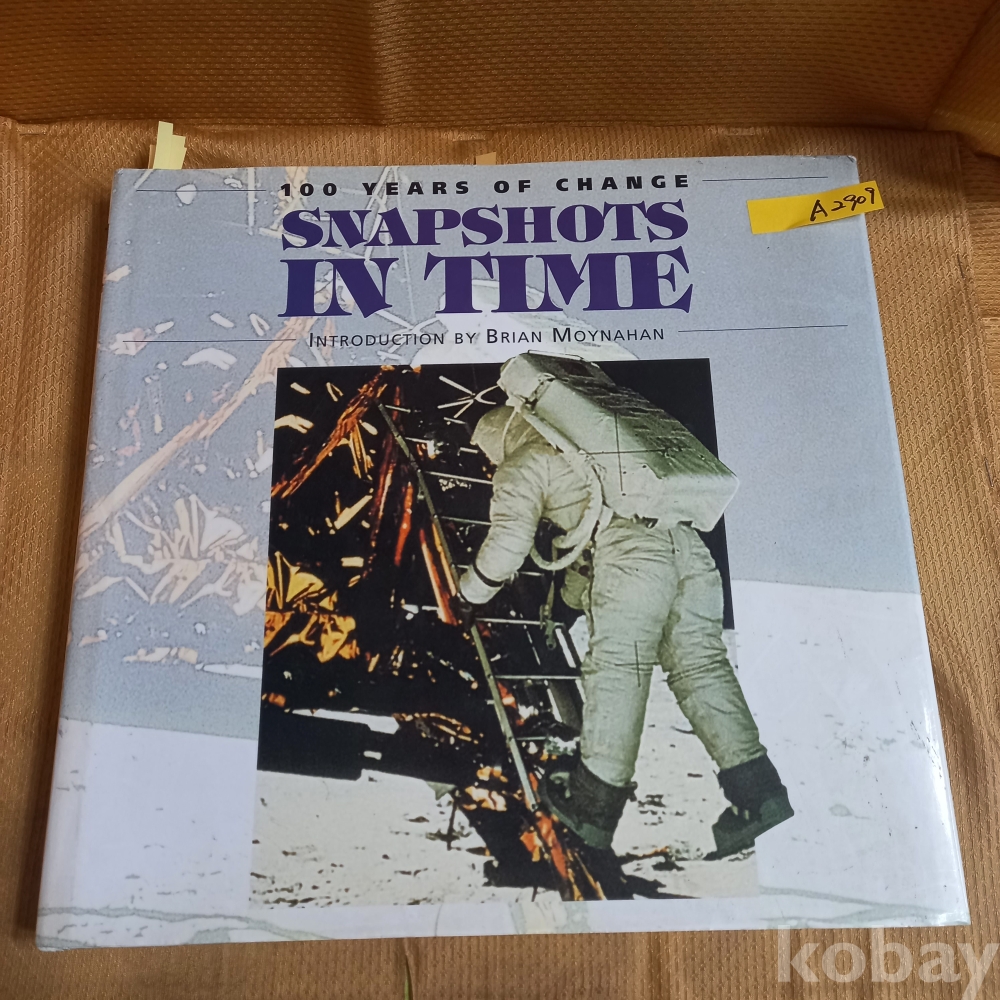 100 YEARS OF CHANGE
SNAPSHOTS
IN TIME
INTRODUCTION BY BRIAN MOYNAHAN
A2909
kobay